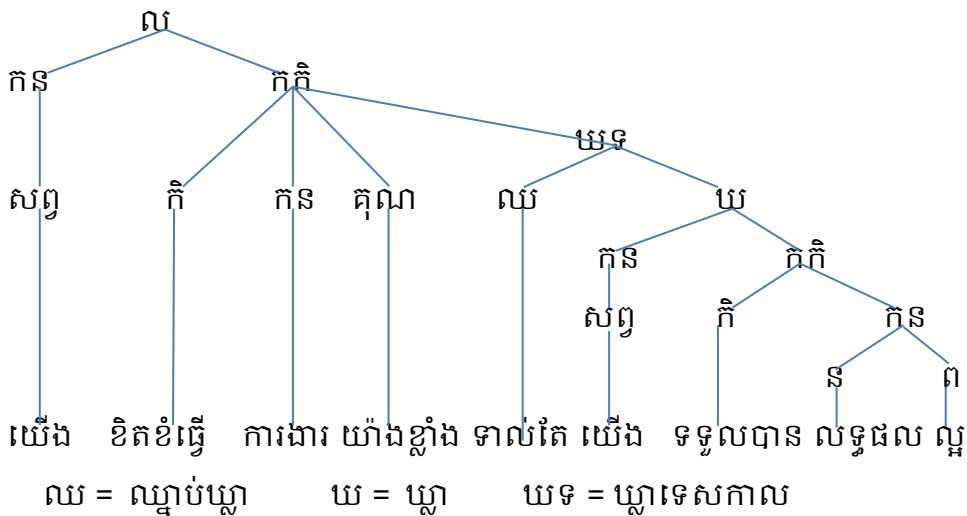 ល
កន កកិ
ឃទ
សព្វ កិ កន គុណ ឈ ឃ
កន កកិ
សព្វ កិ កន
ន ព
យើង ខិតខំធ្វើ ការងារ យ៉ាងខ្លាំង ទាល់តែ យើង ទទួលបាន លទ្ធផល ល្អ
ឈ = ឈ្នាប់ឃ្លា ឃ = ឃ្លា ឃទ = ឃ្លាទេសកាល